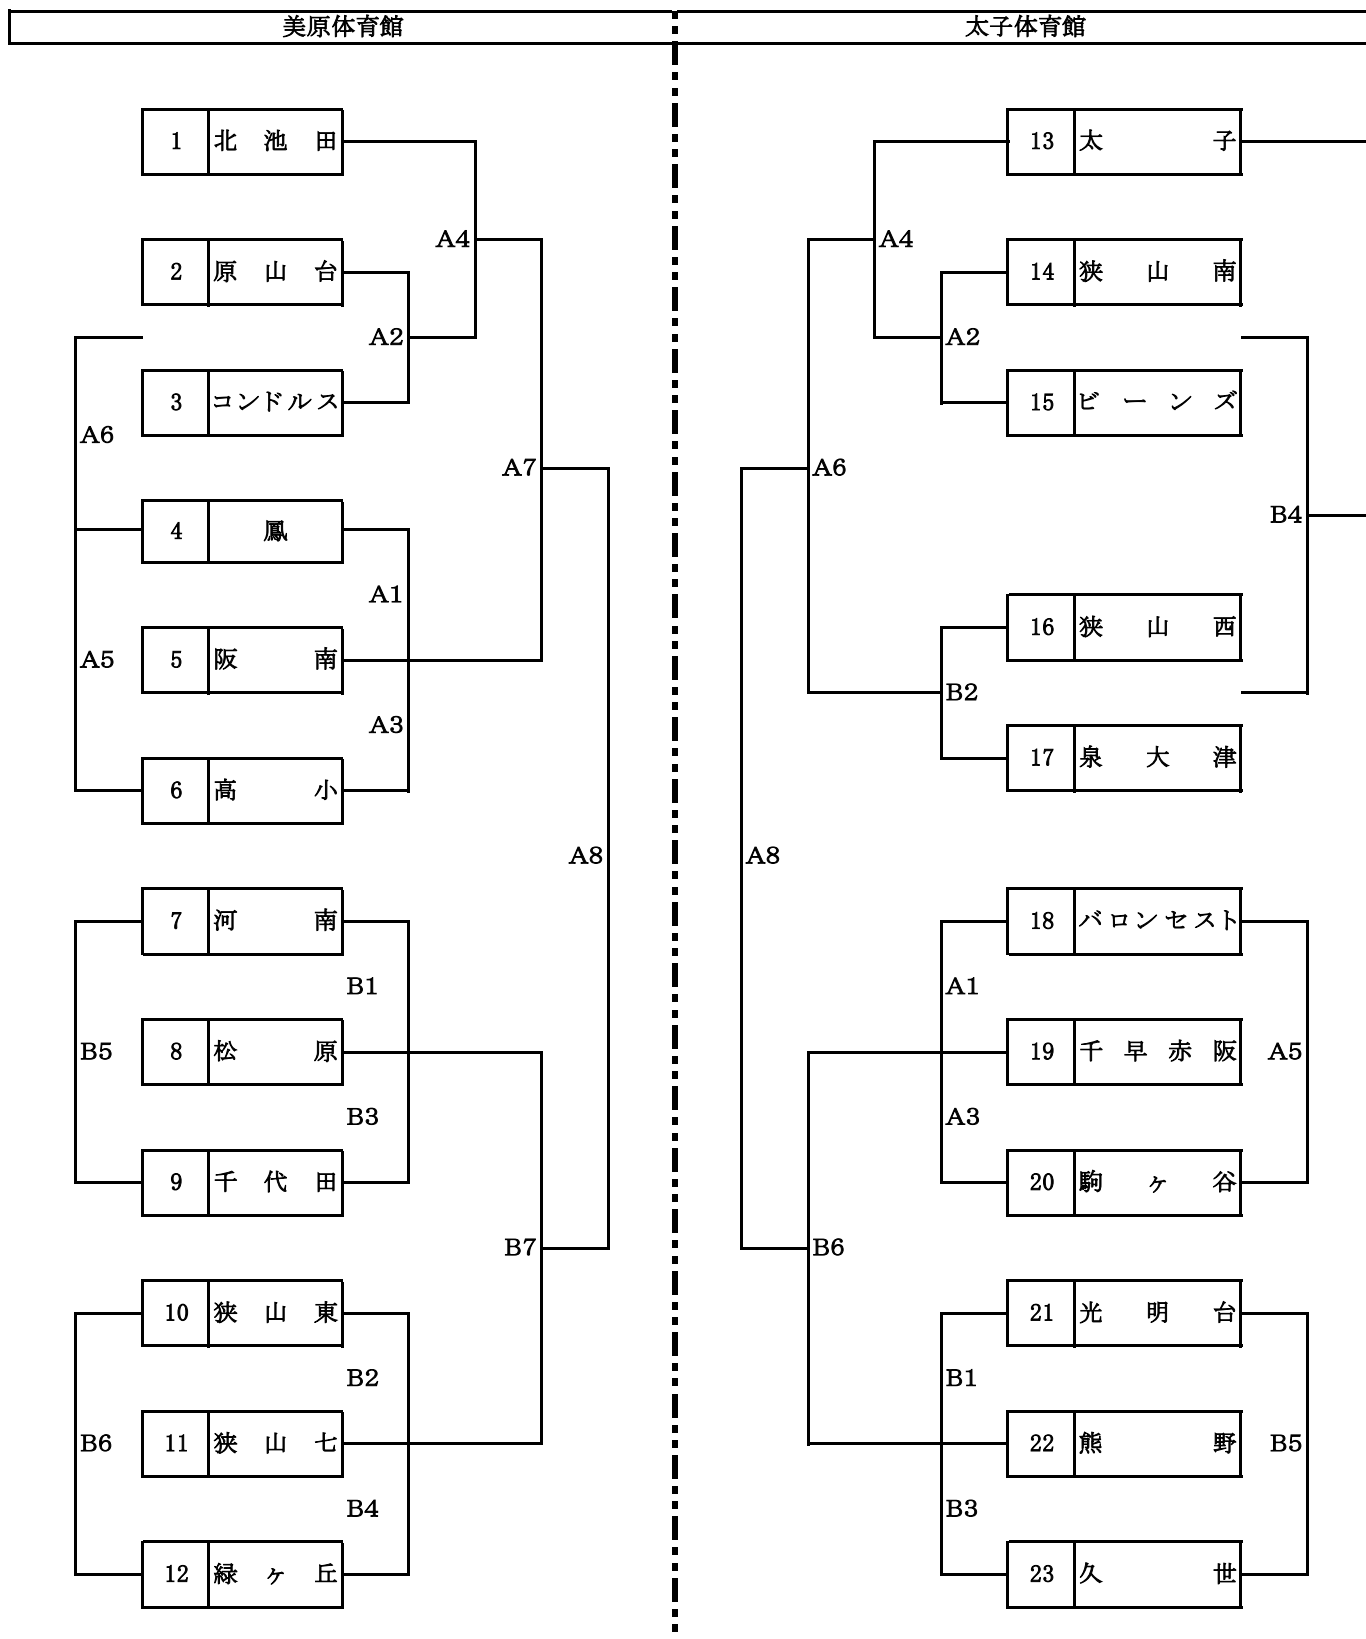 美原体育館
太子体育館
1 北池田
A4
2 原山台
A2
3 コンドルス
A6
A7
4 鳳
A1
5 阪南
A5
A3
6 高小
A8
7 河南
B1
8 松原
B5
B3
9 千代田
B7
10 狭山東
B2
11 狭山七
B6
B4
12 緑ヶ丘
13 太子
A4
14 狭山南
A2
15 ビーンズ
A6
B4
16 狭山西
B2
17 泉大津
A8
18 バロンセスト
A1
19 千早赤阪
A5
A3
20 駒ヶ谷
B6
21 光明台
B1
22 熊野
B5
B3
23 久世